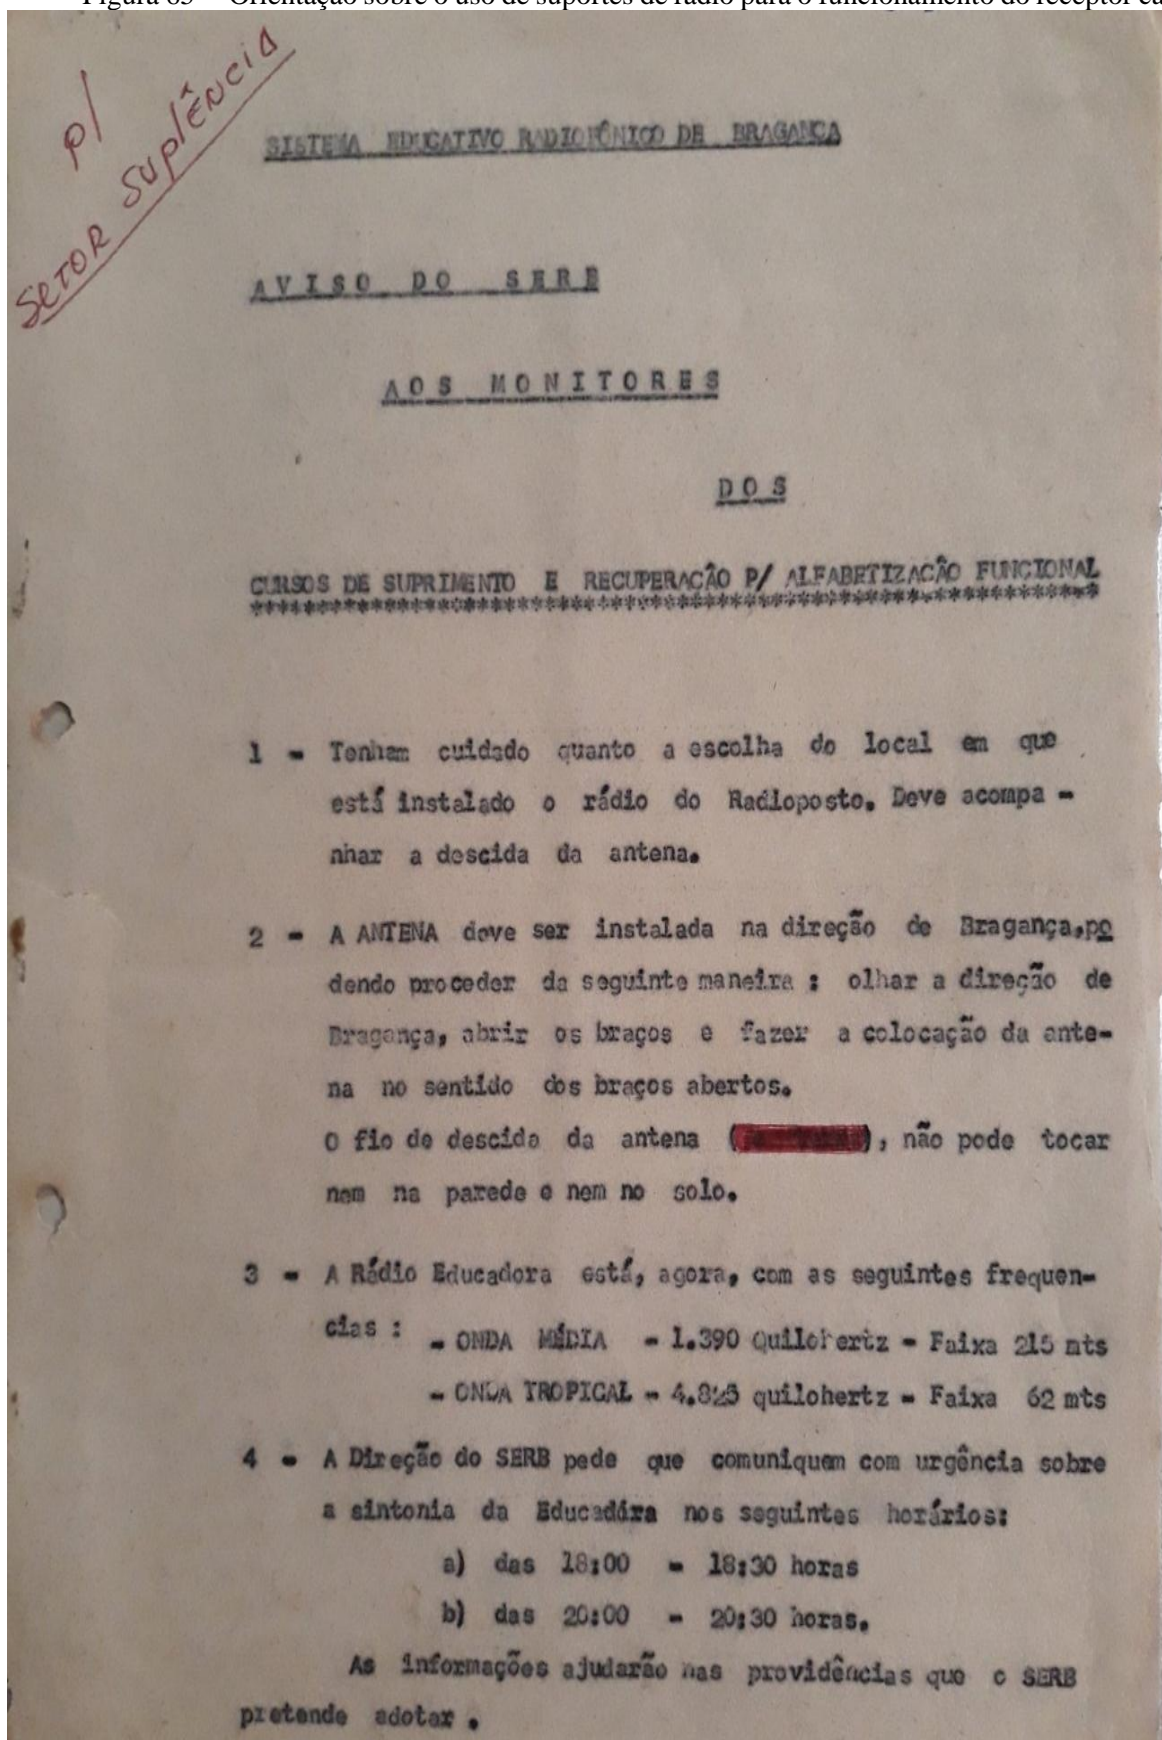 Orientação sobre o uso de suportes de rádio para o funcionamento do receptor
p/
SETOR SUPLÊNCIA
SISTEMA EDUCATIVO RADIOFÔNICO DE BRAGANÇA
AVISO DO SERB
AOS MONITORES
DOS
CURSOS DE SUPRIMENTO E RECUPERAÇÃO P/ ALFABETIZAÇÃO FUNCIONAL
1 - Tenham cuidado quanto a escolha do local em que
está instalado o rádio do Radioposto. Deve acompa -
nhar a descida da antena.
2 - A ANTENA deve ser instalada na direção de Bragança,po
dendo proceder da seguinte maneira : olhar a direção de
Bragança, abrir os braços e fazer a colocação da ante-
na no sentido dos braços abertos.
O fio de descida da antena ( ), não pode tocar
nem na parede e nem no solo.
3 - A Rádio Educadora está, agora, com as seguintes frequen-
cias :
- ONDA MÉDIA - 1.390 Quilohertz - Faixa 215 mts
- ONDA TROPICAL - 4.825 quilohertz - Faixa 62 mts
4 - A Direção do SERB pede que comuniquem com urgência sobre
a sintonia da nos seguintes horários:
a) das 18:00 - 18:30 horas
b) das 20:00 - 20:30 horas.
As informações ajudarão nas providências que o SERB
pretende adotar .